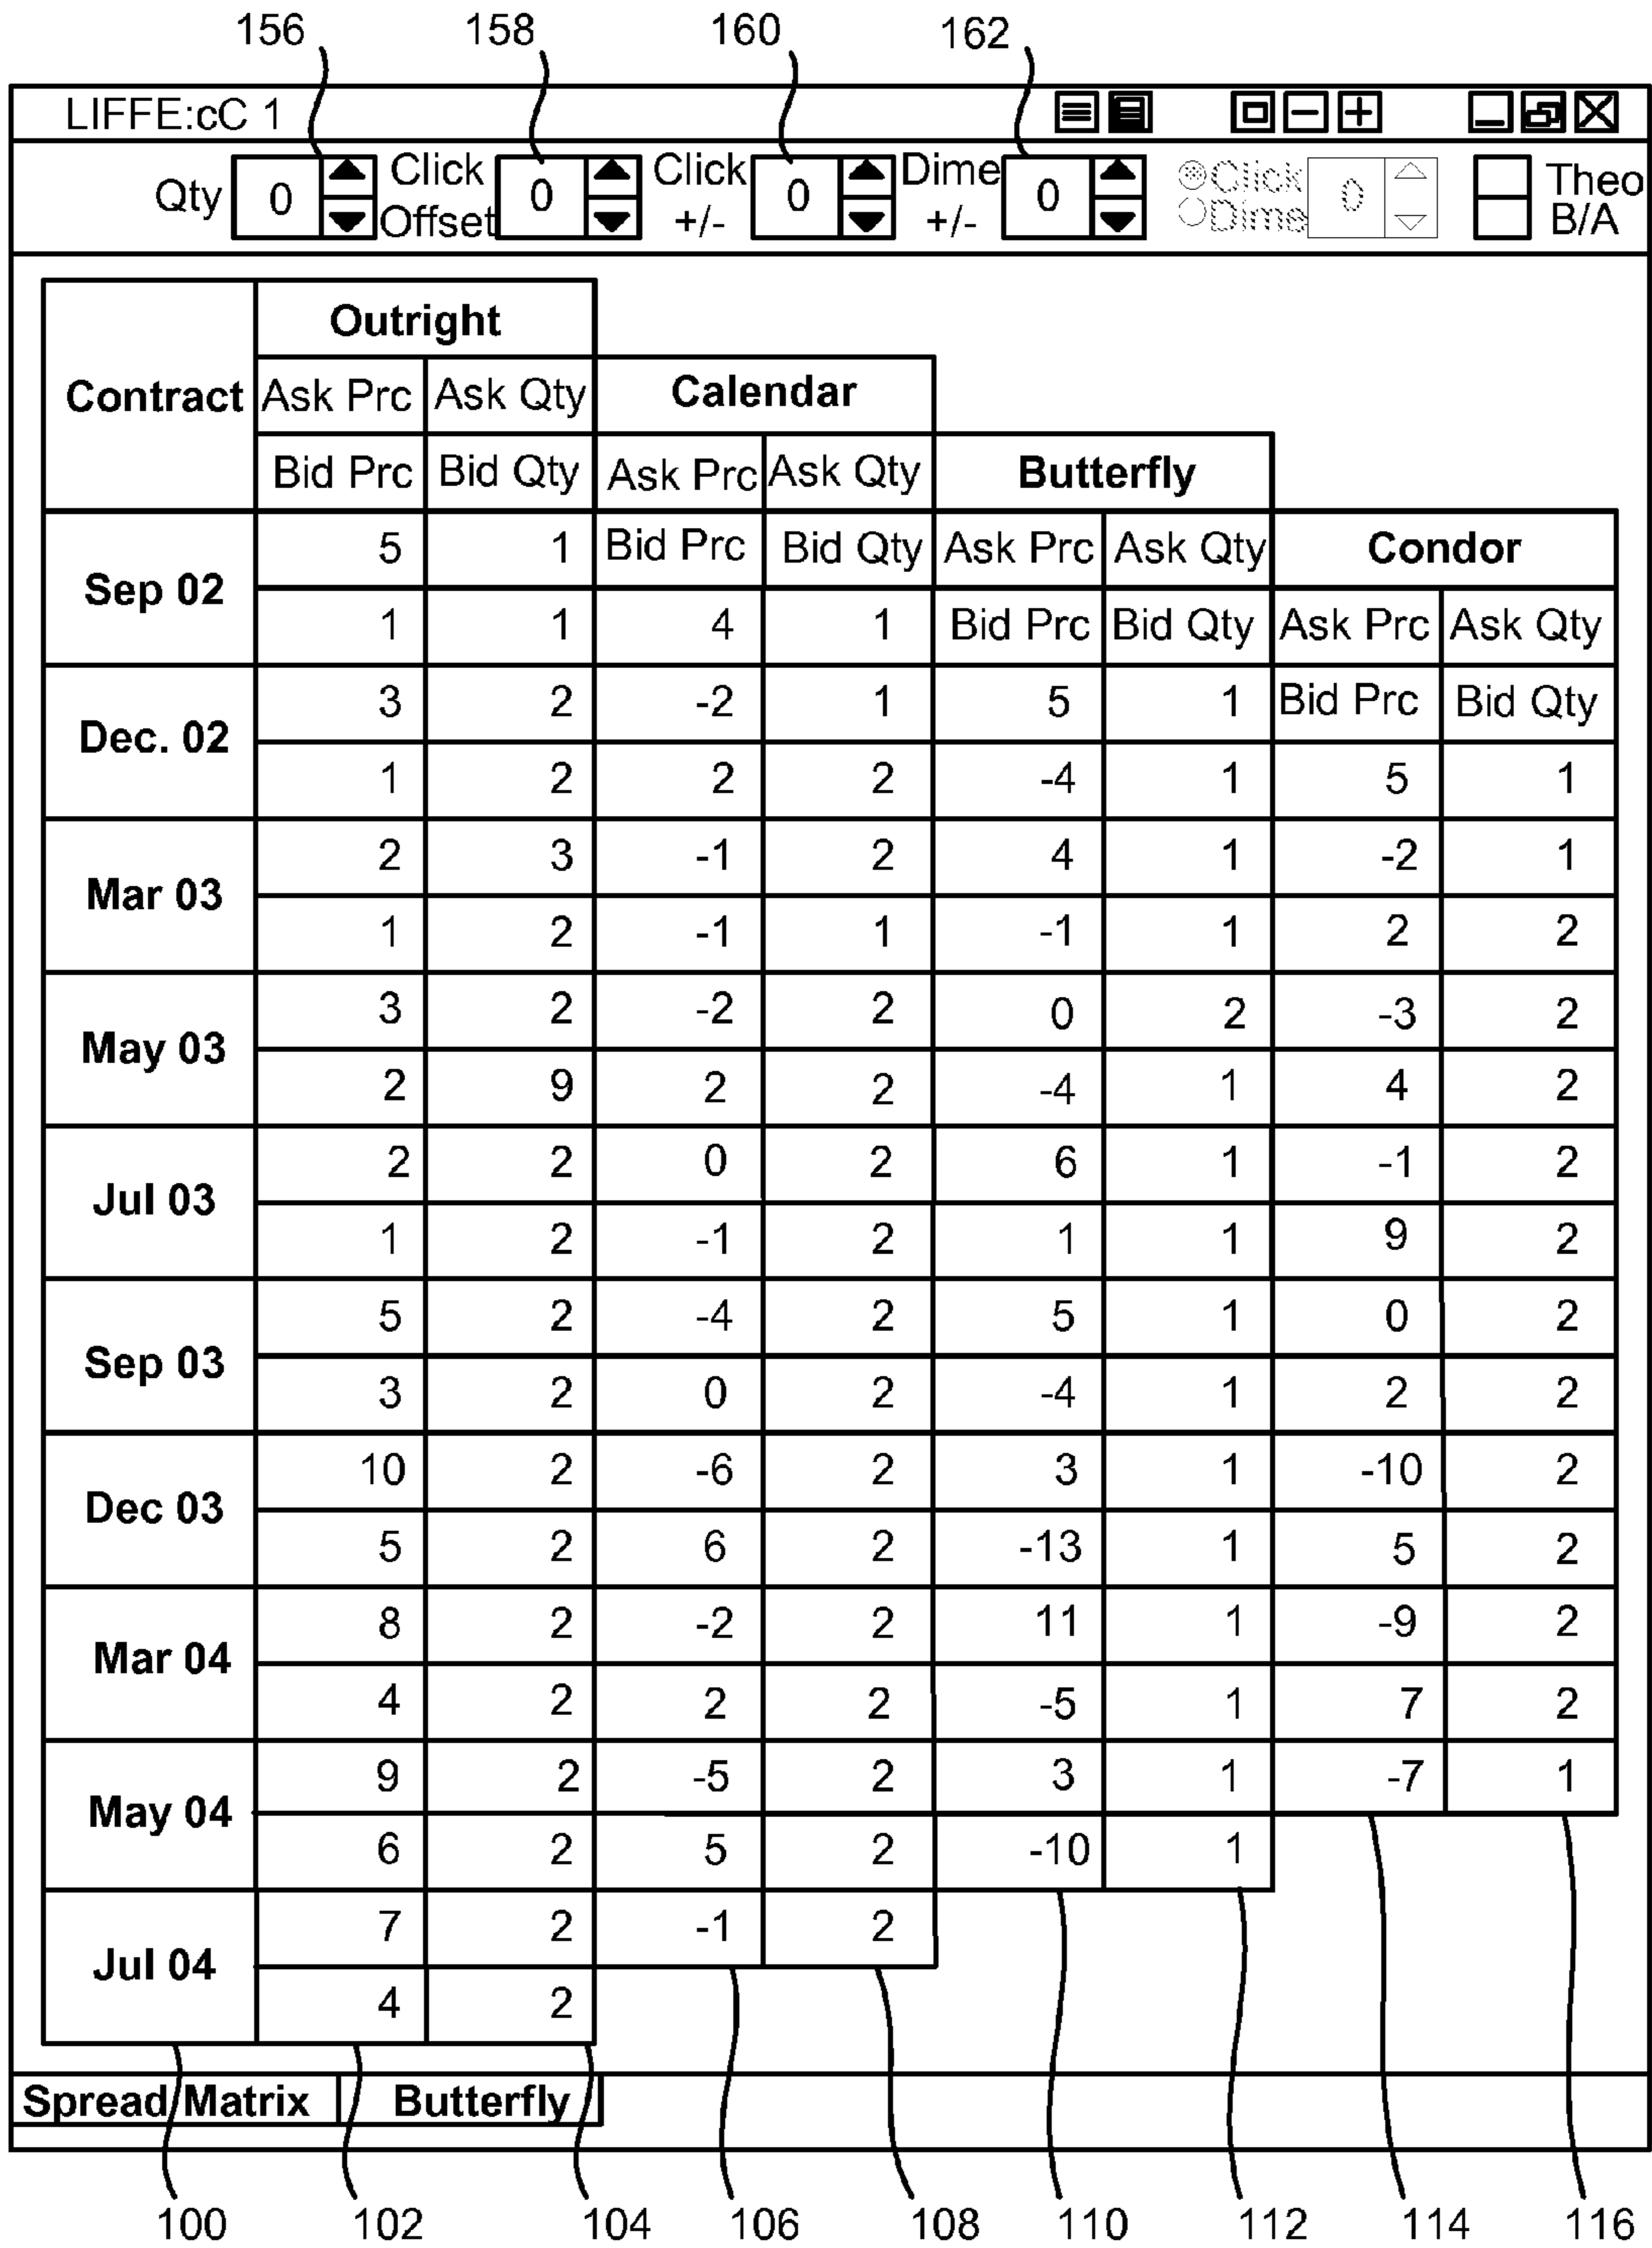 156 158 160 162
LIFFE:cC 1
Qty 0 Click Offset 0 Click +/- 0 Dime +/- 0 Click Dime 0 Theo B/A
Outright
Contract Ask Prc Ask Qty Calendar
Bid Prc Bid Qty Ask Prc Ask Qty Butterfly
Sep 02 5 1 Bid Prc Bid Qty Ask Prc Ask Qty Condor
1 1 4 1 Bid Prc Bid Qty Ask Prc Ask Qty
Dec. 02 3 2 -2 1 5 1 Bid Prc Bid Qty
1 2 2 2 -4 1 5 1
Mar 03 2 3 -1 2 4 1 -2 1
1 2 -1 1 -1 1 2 2
May 03 3 2 -2 2 0 2 -3 2
2 9 2 2 -4 1 4 2
Jul 03 2 2 0 2 6 1 -1 2
1 2 -1 2 1 1 9 2
Sep 03 5 2 -4 2 5 1 0 2
3 2 0 2 -4 1 2 2
Dec 03 10 2 -6 2 3 1 -10 2
5 2 6 2 -13 1 5 2
Mar 04 8 2 -2 2 11 1 -9 2
4 2 2 2 -5 1 7 2
May 04 9 2 -5 2 3 1 -7 1
6 2 5 2 -10 1
Jul 04 7 2 -1 2
4 2
Spread Matrix Butterfly
100 102 104 106 108 110 112 114 116